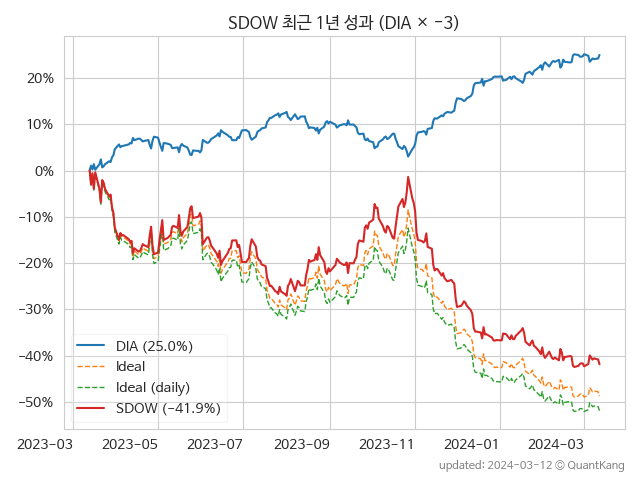 SDOW 최근 1년 성과 (DIA × −3)
20%
10%
0%
−10%
−20%
−30%
−40%
−50%
DIA (25.0%)
Ideal
Ideal (daily)
SDOW (−41.9%)
2023-03 2023-05 2023-07 2023-09 2023-11 2024-01 2024-03
updated: 2024-03-12 © QuantKang